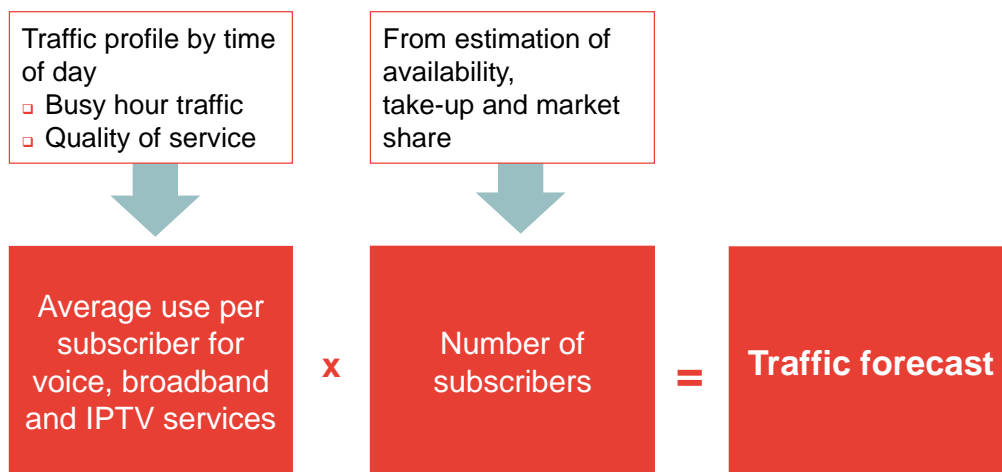 Traffic profile by time
of day
Busy hour traffic
Quality of service
From estimation of
availability,
take-up and market
share
Average use per
subscriber for
voice, broadband
and IPTV services
x
Number of
subscribers
=
Traffic forecast